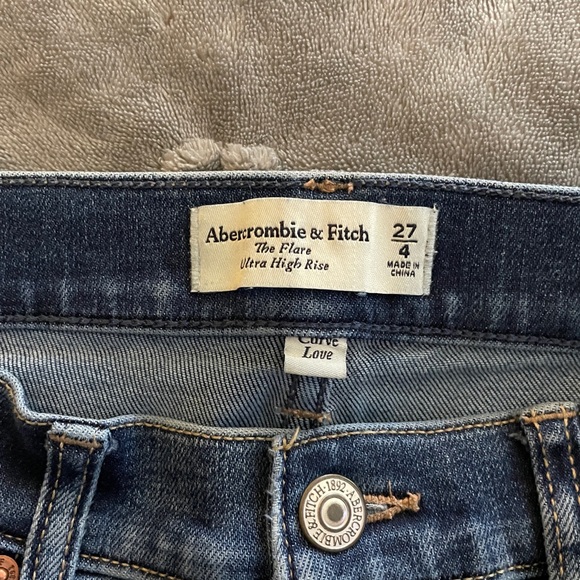 Abercrombie & Fitch
The Flare
Ultra High Rise
27
4
MADE IN
CHINA
Curve
Love
ABERCROMBIE & FITCH · 1892 ·